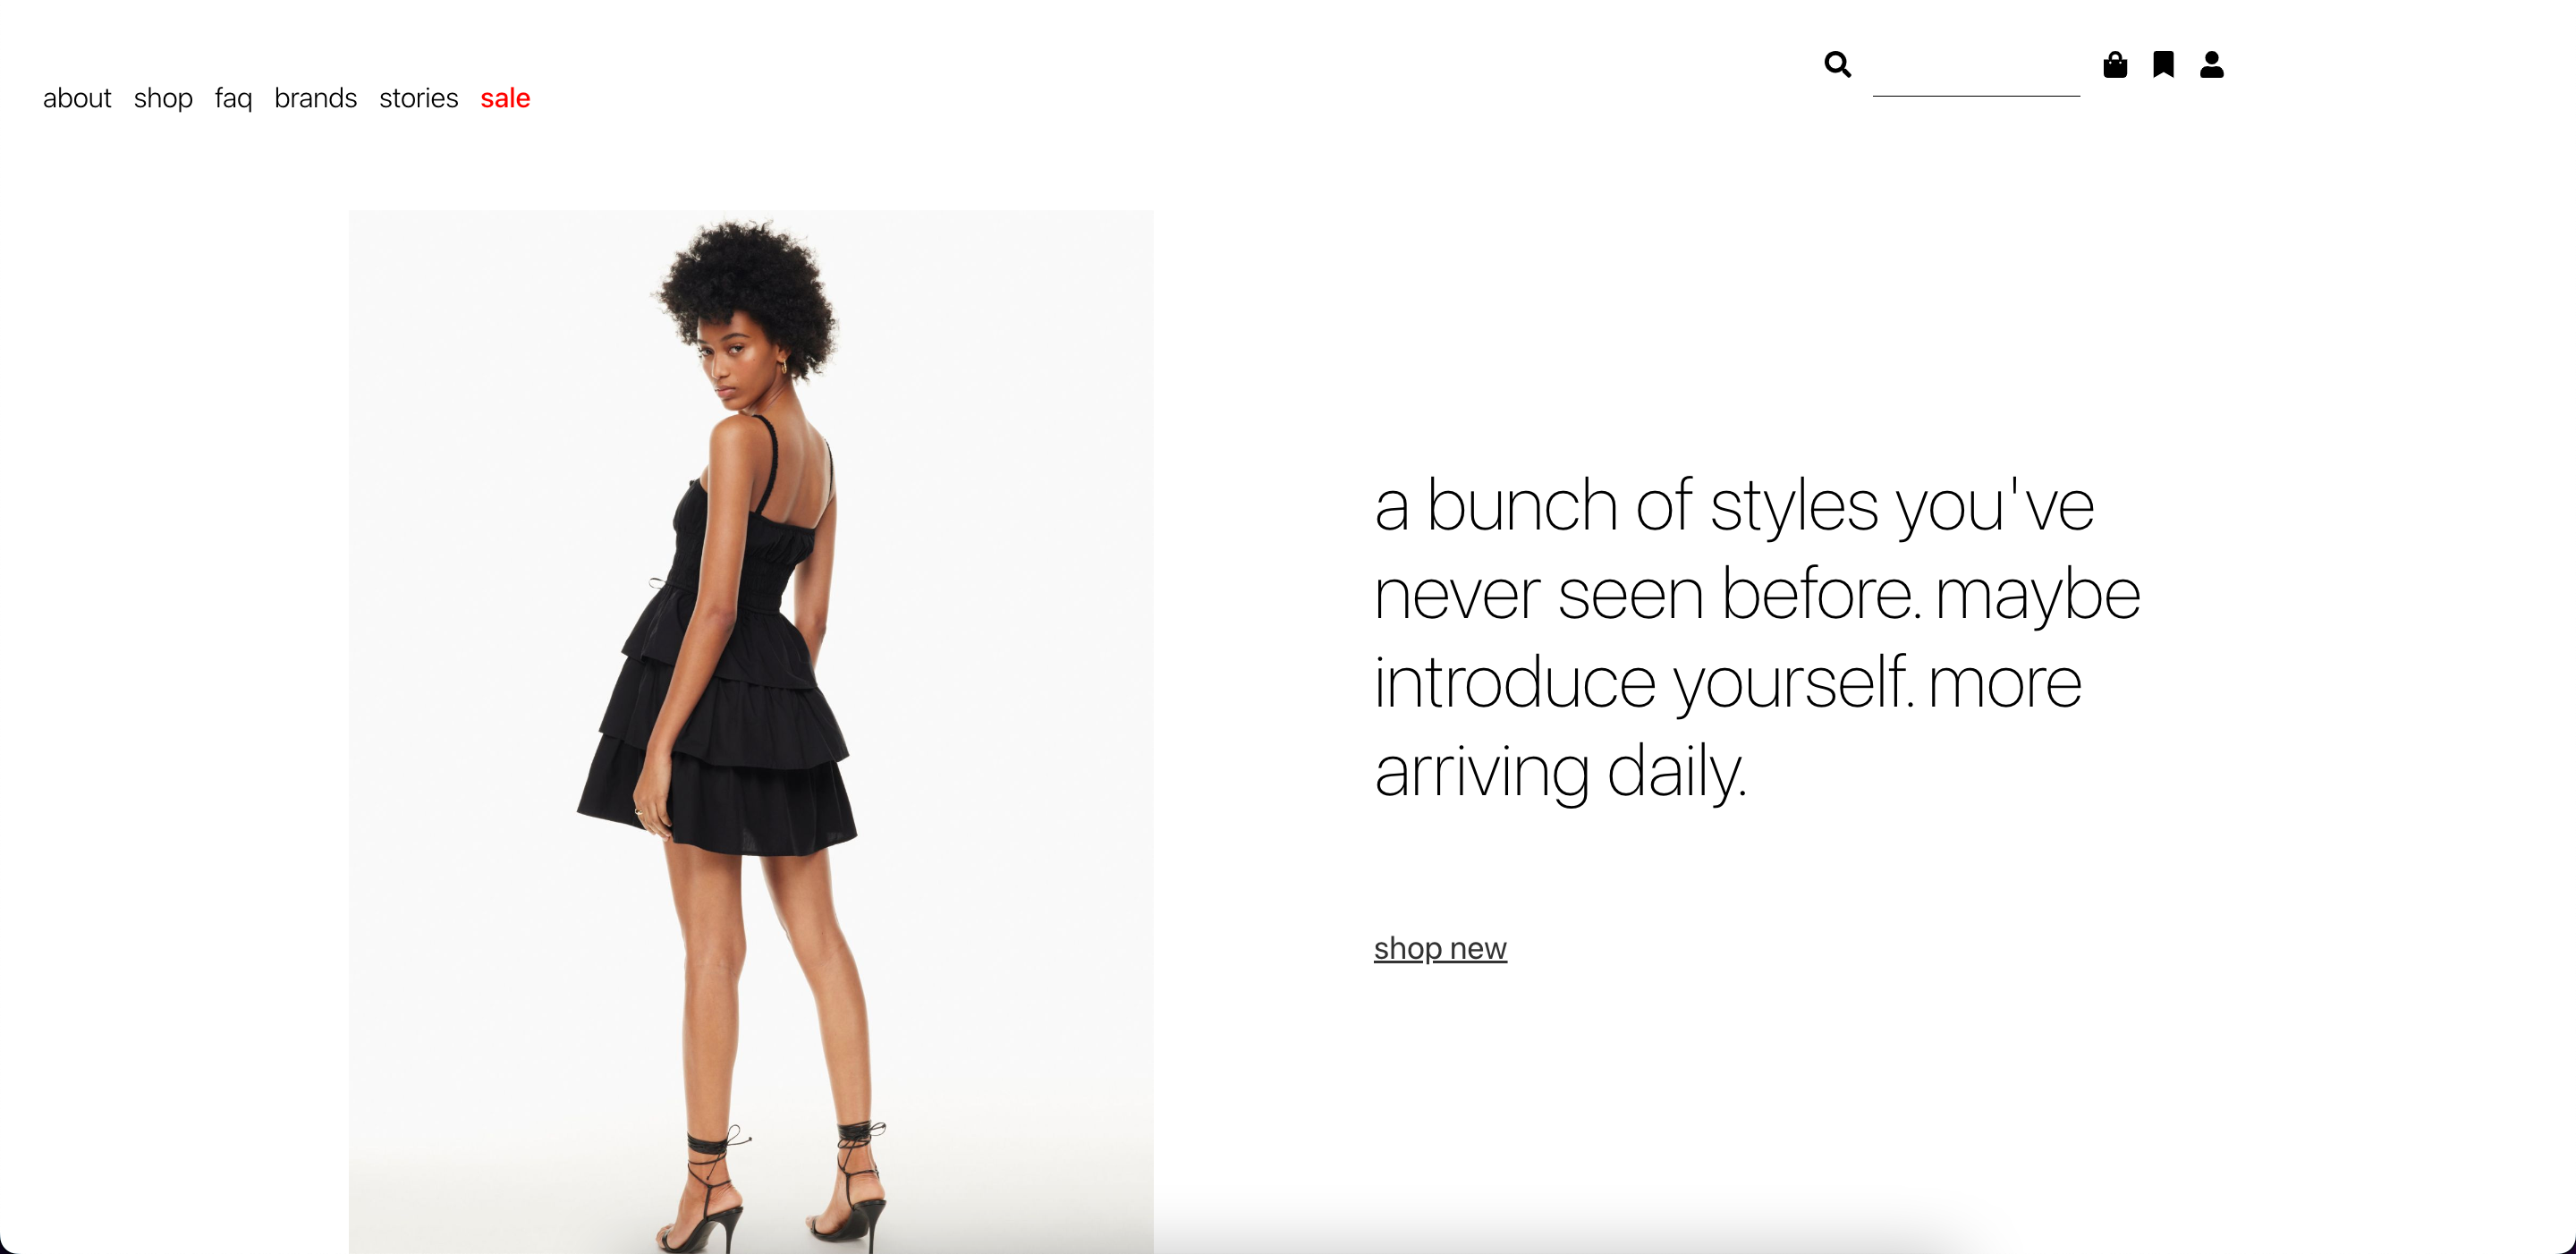 about shop faq brands stories sale
a bunch of styles you've
never seen before. maybe
introduce yourself. more
arriving daily.
shop new